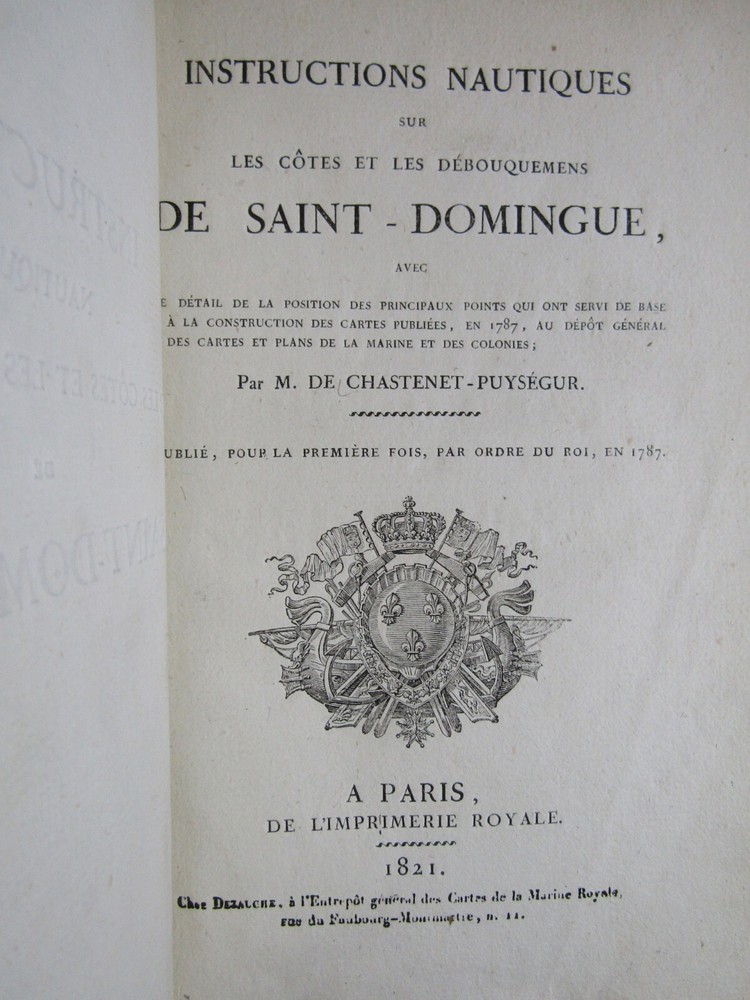 INSTRUCTIONS NAUTIQUES
SUR
LES CÔTES ET LES DÉBOUQUEMENS
DE SAINT-DOMINGUE,
AVEC
E DÉTAIL DE LA POSITION DES PRINCIPAUX POINTS QUI ONT SERVI DE BASE
À LA CONSTRUCTION DES CARTES PUBLIÉES, EN 1787, AU DÉPÔT GÉNÉRAL
DES CARTES ET PLANS DE LA MARINE ET DES COLONIES;
Par M. DE CHASTENET-PUYSÉGUR.
UBLIÉ, POUR LA PREMIÈRE FOIS, PAR ORDRE DU ROI, EN 1787.
A PARIS,
DE L'IMPRIMERIE ROYALE.
1821.
Chez DEZAUCHE, à l'Entrepôt général des Cartes de la Marine Royale,
rue du Faubourg-Montmartre, n. 11.